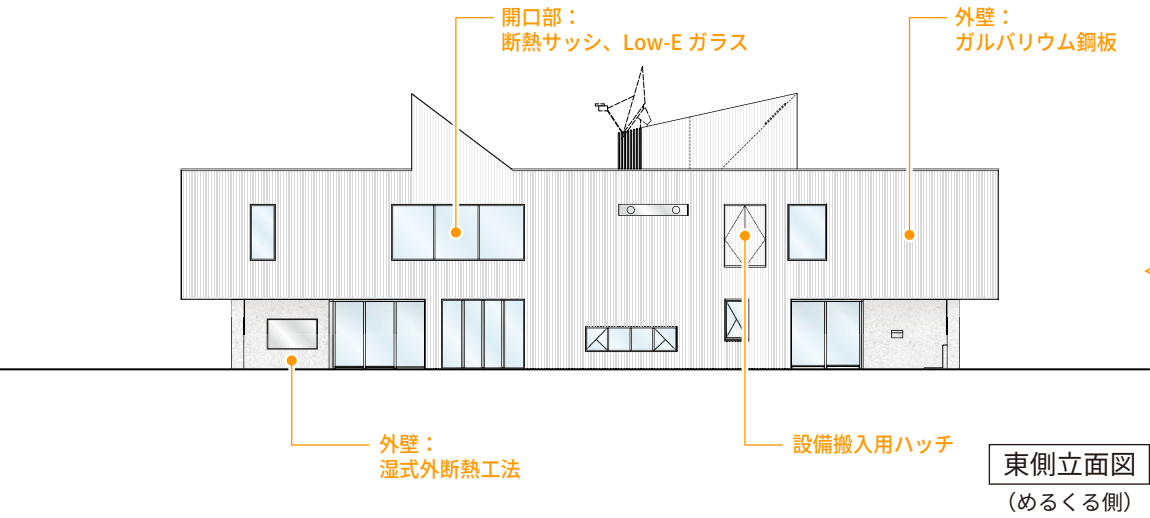 開口部：
断熱サッシ、Low-E ガラス
外壁：
ガルバリウム鋼板
外壁：
湿式外断熱工法
設備搬入用ハッチ
東側立面図
（めるくる側）